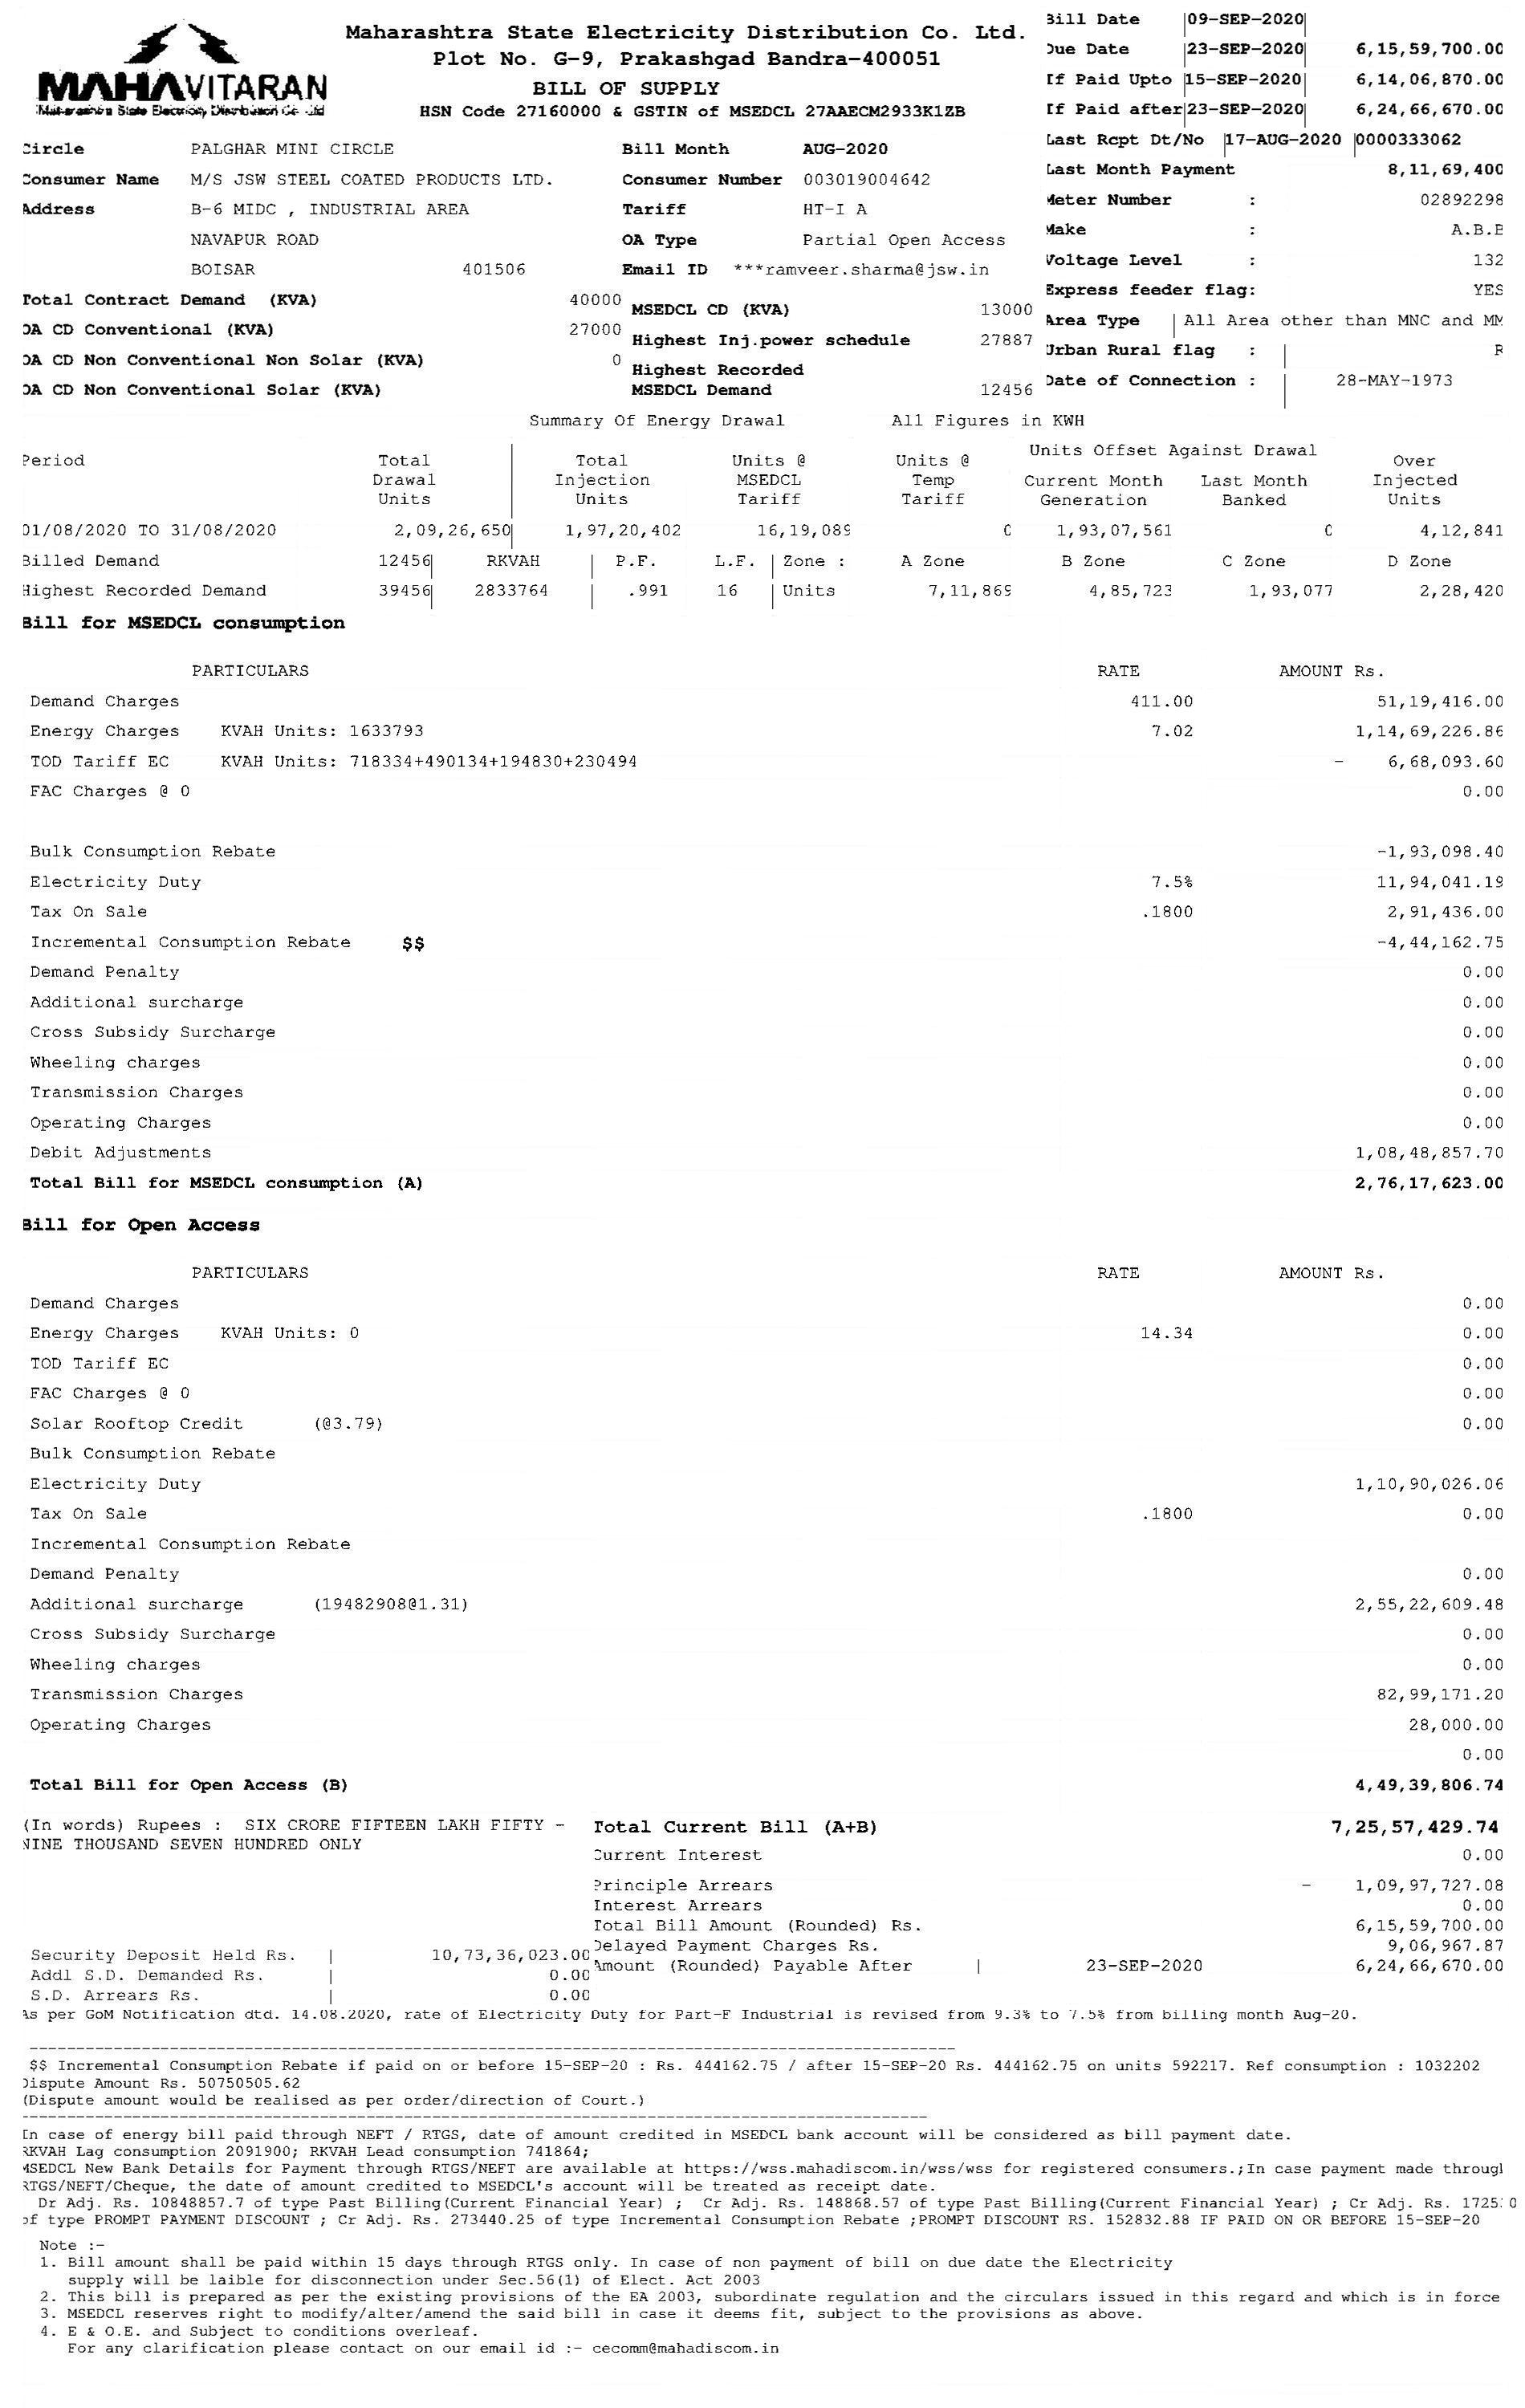 MAHAVITARAN
Maharashtra State Electricity Distribution Co. Ltd
Maharashtra State Electricity Distribution Co. Ltd.
Plot No. G-9, Prakashgad Bandra-400051
BILL OF SUPPLY
HSN Code 27160000 & GSTIN of MSEDCL 27AAECM2933K1ZB
Bill Date 09-SEP-2020
Due Date 23-SEP-2020 6,15,59,700.00
If Paid Upto 15-SEP-2020 6,14,06,870.00
If Paid after 23-SEP-2020 6,24,66,670.00
Last Rcpt Dt/No 17-AUG-2020 0000333062
Last Month Payment 8,11,69,400
Meter Number : 02892298
Make : A.B.B
Voltage Level : 132
Express feeder flag: YES
Area Type All Area other than MNC and MM
Urban Rural flag : R
Date of Connection : 28-MAY-1973
Circle PALGHAR MINI CIRCLE Bill Month AUG-2020
Consumer Name M/S JSW STEEL COATED PRODUCTS LTD. Consumer Number 003019004642
Address B-6 MIDC , INDUSTRIAL AREA Tariff HT-I A
NAVAPUR ROAD OA Type Partial Open Access
BOISAR 401506 Email ID ***ramveer.sharma@jsw.in
Total Contract Demand (KVA) 40000 MSEDCL CD (KVA) 13000
OA CD Conventional (KVA) 27000 Highest Inj.power schedule 27887
OA CD Non Conventional Non Solar (KVA) 0 Highest Recorded
OA CD Non Conventional Solar (KVA) MSEDCL Demand 12456
Summary Of Energy Drawal All Figures in KWH
Period Total Drawal Units Total Injection Units Units @ MSEDCL Tariff Units @ Temp Tariff Units Offset Against Drawal Current Month Generation Last Month Banked Over Injected Units
01/08/2020 TO 31/08/2020 2,09,26,650 1,97,20,402 16,19,089 0 1,93,07,561 0 4,12,841
Billed Demand 12456 RKVAH P.F. L.F. Zone : A Zone B Zone C Zone D Zone
Highest Recorded Demand 39456 2833764 .991 16 Units 7,11,869 4,85,723 1,93,077 2,28,420
Bill for MSEDCL consumption
PARTICULARS RATE AMOUNT Rs.
Demand Charges 411.00 51,19,416.00
Energy Charges KVAH Units: 1633793 7.02 1,14,69,226.86
TOD Tariff EC KVAH Units: 718334+490134+194830+230494 - 6,68,093.60
FAC Charges @ 0 0.00
Bulk Consumption Rebate -1,93,098.40
Electricity Duty 7.5% 11,94,041.19
Tax On Sale .1800 2,91,436.00
Incremental Consumption Rebate $$ -4,44,162.75
Demand Penalty 0.00
Additional surcharge 0.00
Cross Subsidy Surcharge 0.00
Wheeling charges 0.00
Transmission Charges 0.00
Operating Charges 0.00
Debit Adjustments 1,08,48,857.70
Total Bill for MSEDCL consumption (A) 2,76,17,623.00
Bill for Open Access
PARTICULARS RATE AMOUNT Rs.
Demand Charges 0.00
Energy Charges KVAH Units: 0 14.34 0.00
TOD Tariff EC 0.00
FAC Charges @ 0 0.00
Solar Rooftop Credit (@3.79) 0.00
Bulk Consumption Rebate
Electricity Duty 1,10,90,026.06
Tax On Sale .1800 0.00
Incremental Consumption Rebate
Demand Penalty 0.00
Additional surcharge (19482908@1.31) 2,55,22,609.48
Cross Subsidy Surcharge 0.00
Wheeling charges 0.00
Transmission Charges 82,99,171.20
Operating Charges 28,000.00
0.00
Total Bill for Open Access (B) 4,49,39,806.74
(In words) Rupees : SIX CRORE FIFTEEN LAKH FIFTY -
NINE THOUSAND SEVEN HUNDRED ONLY
Total Current Bill (A+B) 7,25,57,429.74
Current Interest 0.00
Principle Arrears - 1,09,97,727.08
Interest Arrears 0.00
Total Bill Amount (Rounded) Rs. 6,15,59,700.00
Delayed Payment Charges Rs. 9,06,967.87
Amount (Rounded) Payable After 23-SEP-2020 6,24,66,670.00
Security Deposit Held Rs. 10,73,36,023.00
Addl S.D. Demanded Rs. 0.00
S.D. Arrears Rs. 0.00
As per GoM Notification dtd. 14.08.2020, rate of Electricity Duty for Part-F Industrial is revised from 9.3% to 7.5% from billing month Aug-20.
$$ Incremental Consumption Rebate if paid on or before 15-SEP-20 : Rs. 444162.75 / after 15-SEP-20 Rs. 444162.75 on units 592217. Ref consumption : 1032202
Dispute Amount Rs. 50750505.62
(Dispute amount would be realised as per order/direction of Court.)
In case of energy bill paid through NEFT / RTGS, date of amount credited in MSEDCL bank account will be considered as bill payment date.
RKVAH Lag consumption 2091900; RKVAH Lead consumption 741864;
MSEDCL New Bank Details for Payment through RTGS/NEFT are available at https://wss.mahadiscom.in/wss/wss for registered consumers.;In case payment made through
RTGS/NEFT/Cheque, the date of amount credited to MSEDCL's account will be treated as receipt date.
Dr Adj. Rs. 10848857.7 of type Past Billing(Current Financial Year) ; Cr Adj. Rs. 148868.57 of type Past Billing(Current Financial Year) ; Cr Adj. Rs.
of type PROMPT PAYMENT DISCOUNT ; Cr Adj. Rs. 273440.25 of type Incremental Consumption Rebate ;PROMPT DISCOUNT RS. 152832.88 IF PAID ON OR BEFORE 15-SEP-20
Note :-
1. Bill amount shall be paid within 15 days through RTGS only. In case of non payment of bill on due date the Electricity
supply will be laible for disconnection under Sec.56(1) of Elect. Act 2003
2. This bill is prepared as per the existing provisions of the EA 2003, subordinate regulation and the circulars issued in this regard and which is in force
3. MSEDCL reserves right to modify/alter/amend the said bill in case it deems fit, subject to the provisions as above.
4. E & O.E. and Subject to conditions overleaf.
For any clarification please contact on our email id :- cecomm@mahadiscom.in